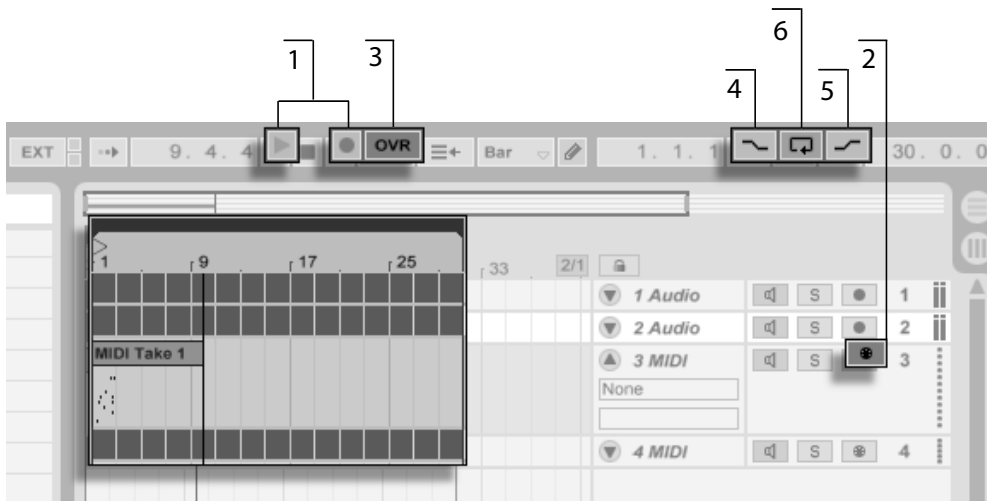 6
2
1
3
4
5
EXT 9. 4. 4 OVR Bar 1. 1. 1 30. 0. 0
1 9 17 25 33 2/1
1 Audio S 1
2 Audio S 2
MIDI Take 1
3 MIDI S 3
None
4 MIDI S 4